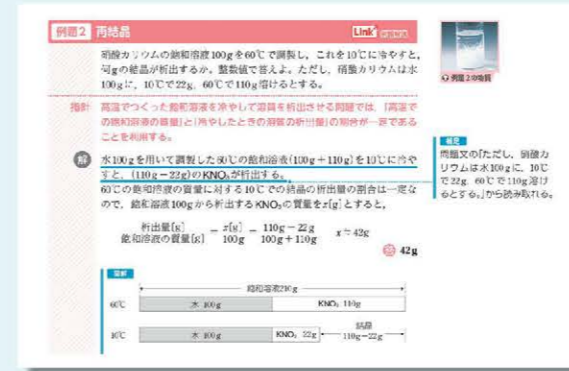 例題2 再結晶
Link
硝酸カリウムの飽和溶液100gを60℃で調製し，これを10℃に冷やすと，
何gの結晶が析出するか。整数値で答えよ。ただし，硝酸カリウムは水
100gに，10℃で22g，60℃で110g溶けるとする。
指針 高温でつくった飽和溶液を冷やして溶質を析出させる問題では，「高温で
の飽和溶液の質量」と「冷やしたときの溶質の析出量」の割合が一定である
ことを利用する。
解 水100gを用いて調製した60℃の飽和溶液(100g＋110g)を10℃に冷や
すと，(110g－22g)のKNO₃が析出する。
60℃の飽和溶液の質量に対する10℃での結晶の析出量の割合は一定な
ので，飽和溶液100gから析出するKNO₃の質量をx[g]とすると，
析出量[g] ＝ x[g] ＝ 110g－22g x≒42g
飽和溶液の質量[g] 100g 100g＋110g
答 42g
図解
飽和溶液210g
60℃ 水 100g KNO₃ 110g
結晶
10℃ 水 100g KNO₃ 22g 110g－22g
補足
問題文の「ただし，硝酸カ
リウムは水100gに，10℃
で22g，60℃で110g溶け
るとする。」から読み取れる。